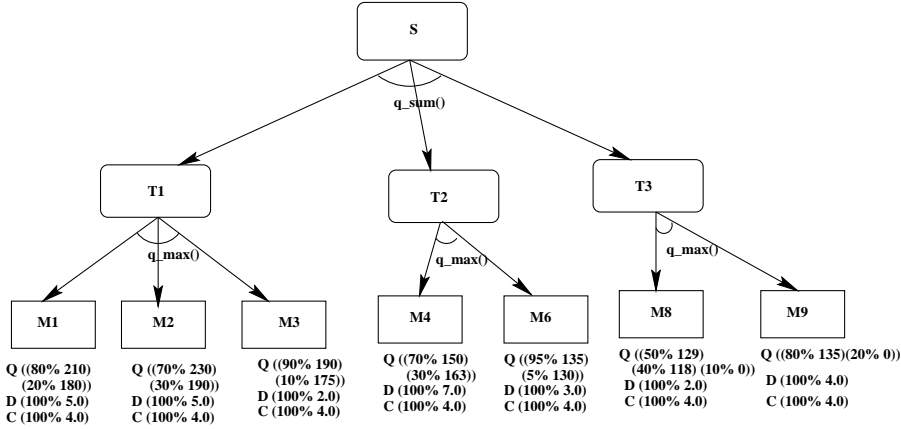 S
q_sum()
T1
T2
T3
q_max()
q_max()
q_max()
M1
M2
M3
M4
M6
M8
M9
Q ((80% 210)
(20% 180))
D (100% 5.0)
C (100% 4.0)
Q ((70% 230)
(30% 190))
D (100% 5.0)
C (100% 4.0)
Q ((90% 190)
(10% 175))
D (100% 2.0)
C (100% 4.0)
Q ((70% 150)
(30% 163))
D (100% 7.0)
C (100% 4.0)
Q ((95% 135)
(5% 130))
D (100% 3.0)
C (100% 4.0)
Q ((50% 129)
(40% 118) (10% 0))
D (100% 2.0)
C (100% 4.0)
Q ((80% 135)(20% 0))
D (100% 4.0)
C (100% 4.0)